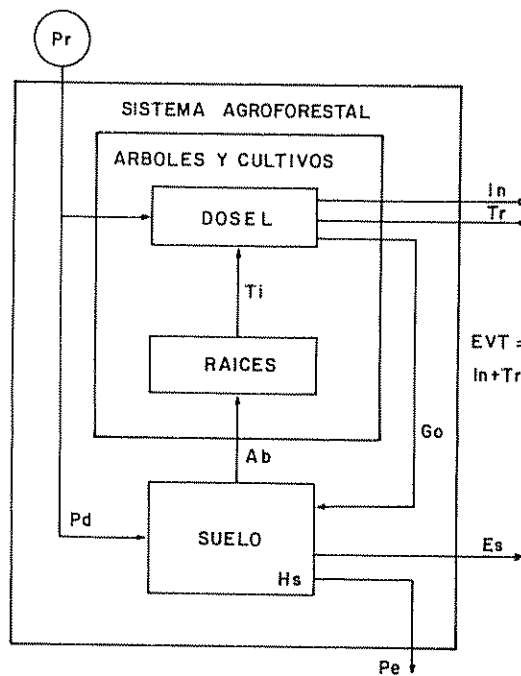 Pr
SISTEMA AGROFORESTAL
ARBOLES Y CULTIVOS
DOSEL
In
Tr
Ti
RAICES
EVT =
In+Tr
Ab
Go
Pd
SUELO
Hs
Es
Pe